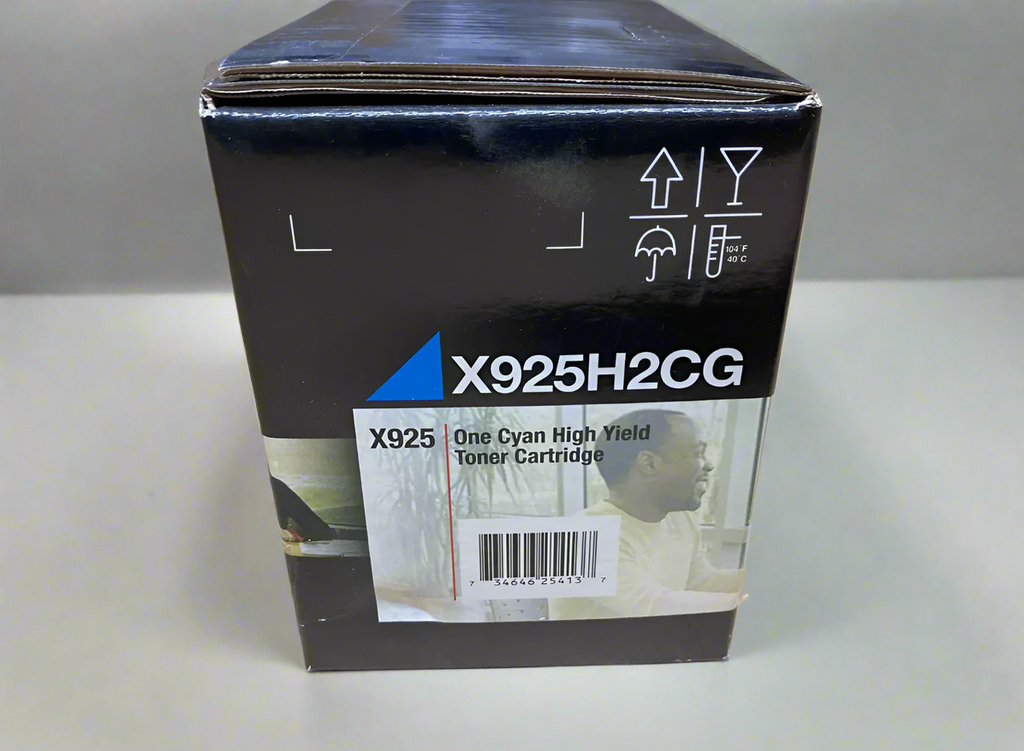 104°F
40°C
X925H2CG
X925
One Cyan High Yield
Toner Cartridge
7 34646 25413 7